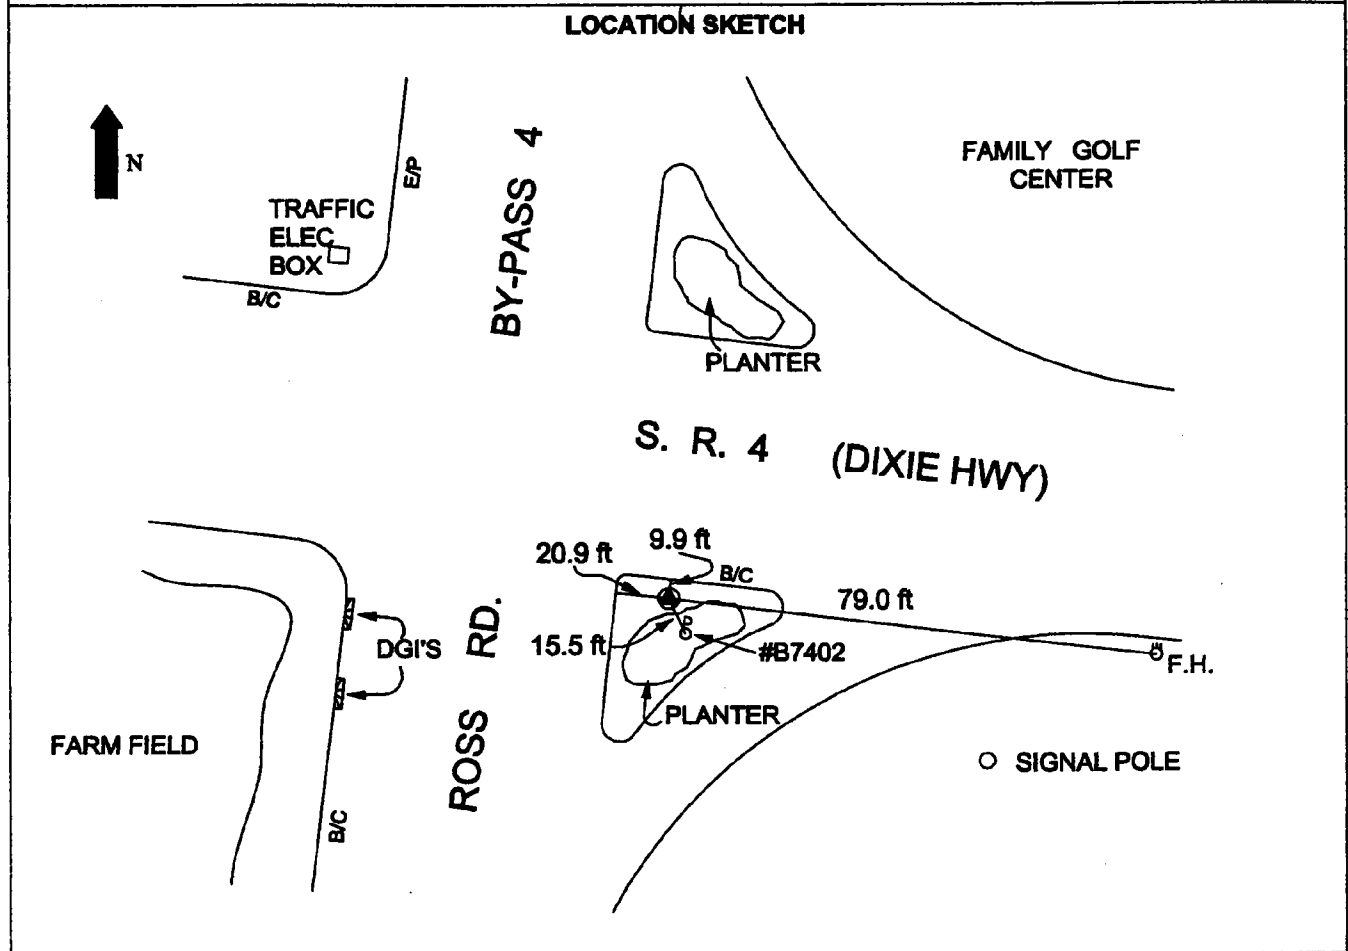 LOCATION SKETCH
N
E/P
TRAFFIC
ELEC
BOX
B/C
BY-PASS 4
FAMILY GOLF
CENTER
PLANTER
S. R. 4 (DIXIE HWY)
20.9 ft
9.9 ft
B/C
79.0 ft
15.5 ft
P
#B7402
F.H.
DGI'S
ROSS RD.
PLANTER
FARM FIELD
SIGNAL POLE
B/C